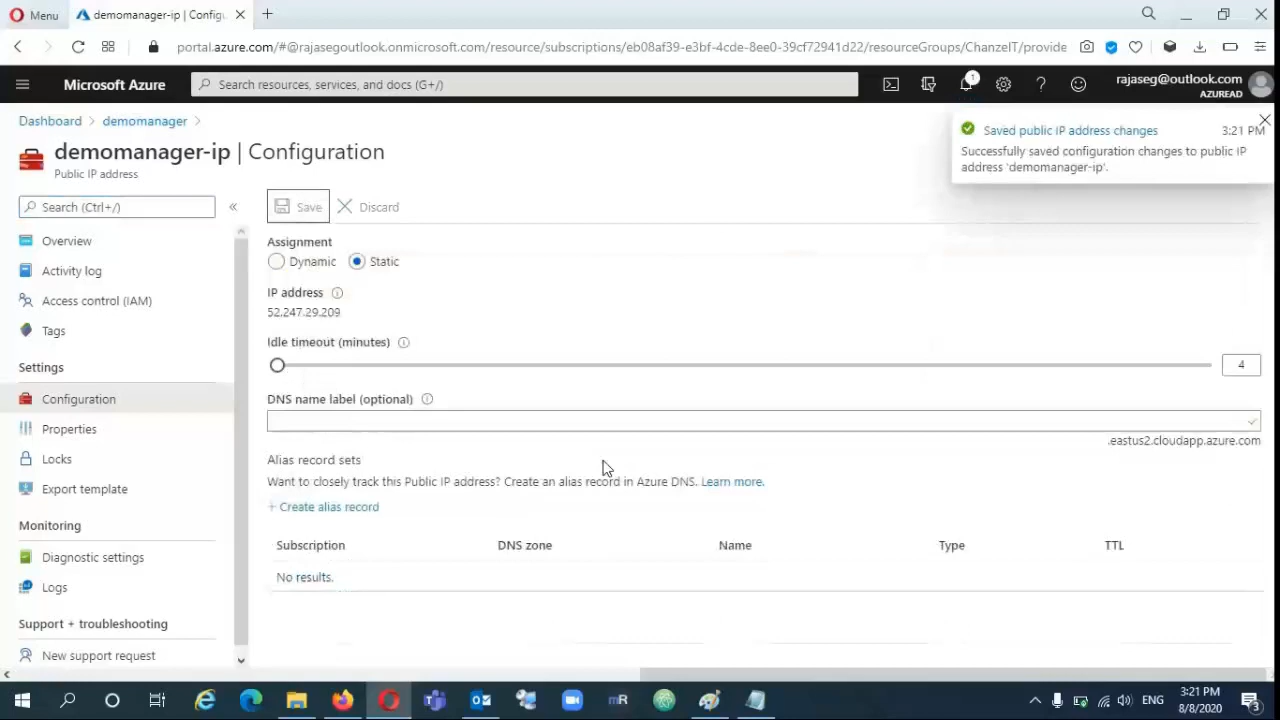 Menu
demomanager-ip | Configu
portal.azure.com/#@rajasegoutlook.onmicrosoft.com/resource/subscriptions/eb08af39-e3bf-4cde-8ee0-39cf72941d22/resourceGroups/ChanzeIT/provide
Microsoft Azure
Search resources, services, and docs (G+/)
1
rajaseg@outlook.com
AZUREAD
Dashboard > demomanager >
demomanager-ip | Configuration
Public IP address
Saved public IP address changes 3:21 PM
Successfully saved configuration changes to public IP
address 'demomanager-ip'.
Search (Ctrl+/)
«
Overview
Activity log
Access control (IAM)
Tags
Settings
Configuration
Properties
Locks
Export template
Monitoring
Diagnostic settings
Logs
Support + troubleshooting
New support request
Save Discard
Assignment
Dynamic Static
IP address
52.247.29.209
Idle timeout (minutes)
4
DNS name label (optional)
.eastus2.cloudapp.azure.com
Alias record sets
Want to closely track this Public IP address? Create an alias record in Azure DNS. Learn more.
+ Create alias record
Subscription DNS zone Name Type TTL
No results.
mR
ENG
3:21 PM
8/8/2020
3